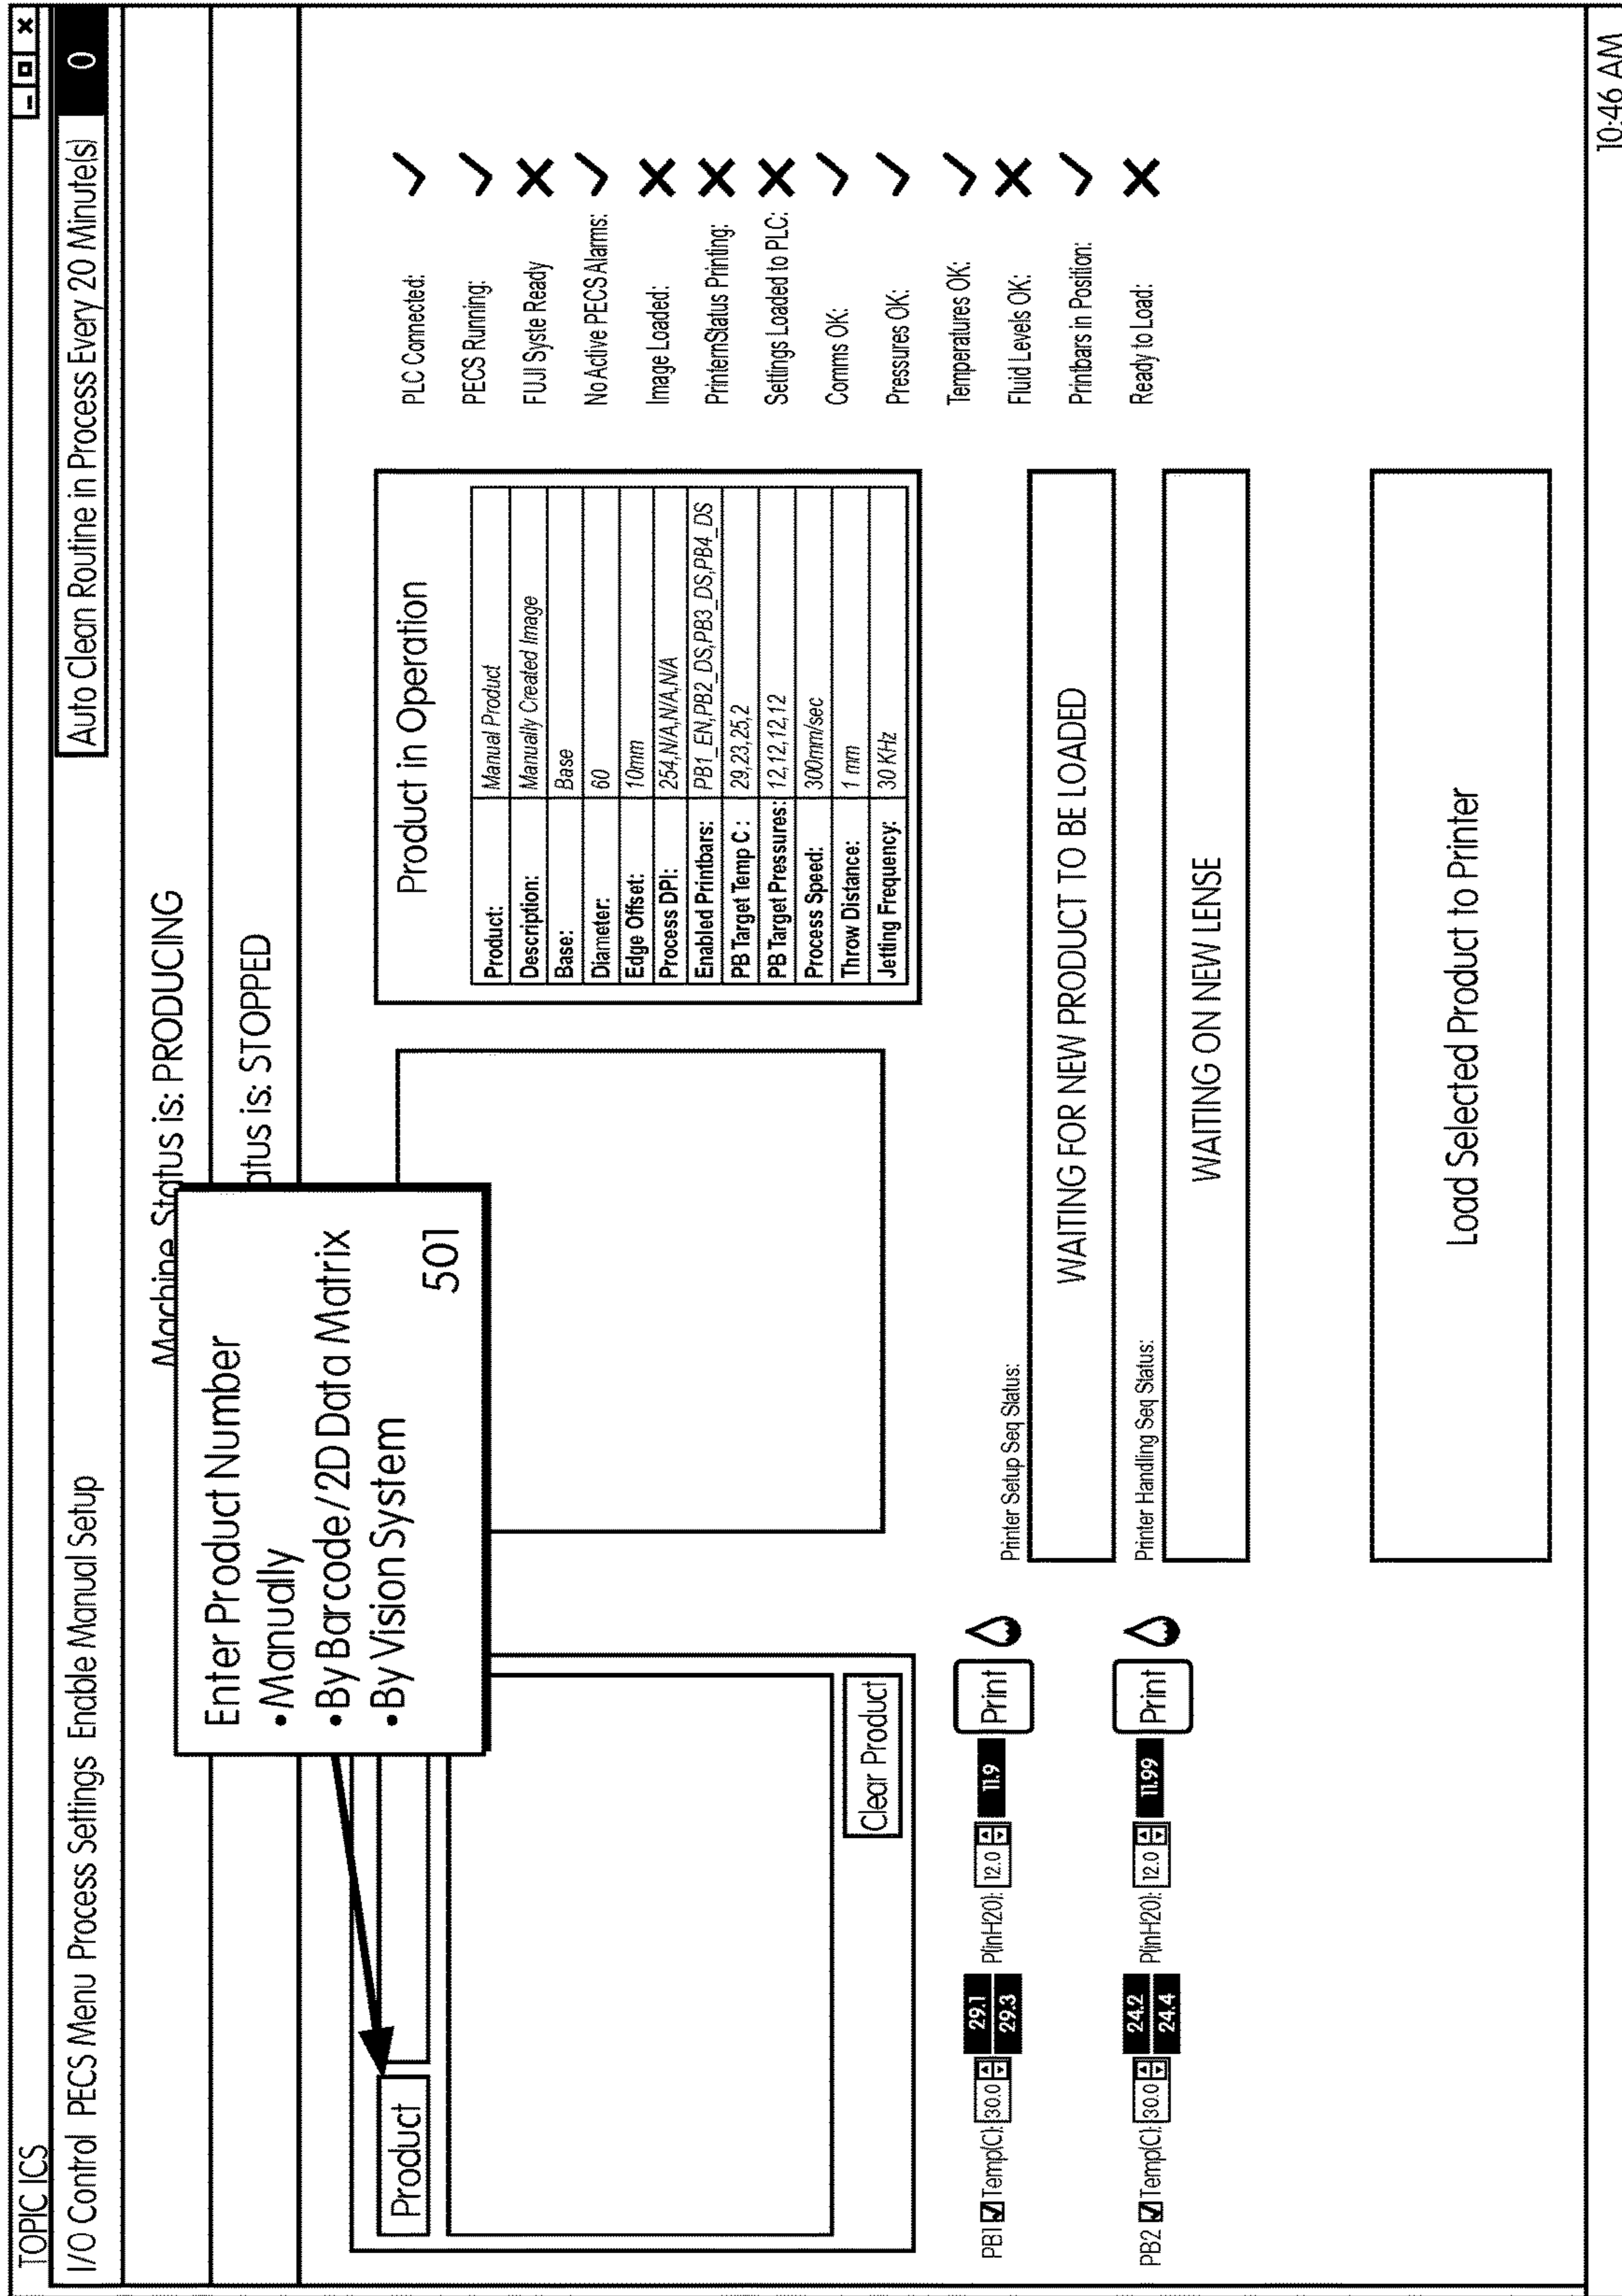 TOPIC ICS
I/O Control PECS Menu Process Settings Enable Manual Setup
Auto Clean Routine in Process Every 20 Minute(s) 0
Machine Status is: PRODUCING
atus is: STOPPED
Enter Product Number
•Manually
•By Barcode/2D Data Matrix
•By Vision System
501
Product
Clear Product
Product in Operation
Product: Manual Product
Description: Manually Created Image
Base: Base
Diameter: 60
Edge Offset: 10mm
Process DPI: 254,N/A,N/A,N/A
Enabled Printbars: PB1_EN,PB2_DS,PB3_DS,PB4_DS
PB Target Temp C : 29,23,25,2
PB Target Pressures: 12,12,12,12
Process Speed: 300mm/sec
Throw Distance: 1 mm
Jetting Frequency: 30 KHz
PLC Connected:
PECS Running:
FUJI Syste Ready
No Active PECS Alarms:
Image Loaded:
PrinternStatus Printing:
Settings Loaded to PLC:
Comms OK:
Pressures OK:
Temperatures OK:
Fluid Levels OK:
Printbars in Position:
Ready to Load:
PB1 Temp(C): 30.0 29.1 29.3 P(inH20): 12.0 11.9 Print
PB2 Temp(C): 30.0 24.2 24.4 P(inH20): 12.0 11.99 Print
Printer Setup Seq Status:
WAITING FOR NEW PRODUCT TO BE LOADED
Printer Handling Seq Status:
WAITING ON NEW LENSE
Load Selected Product to Printer
10:46 AM